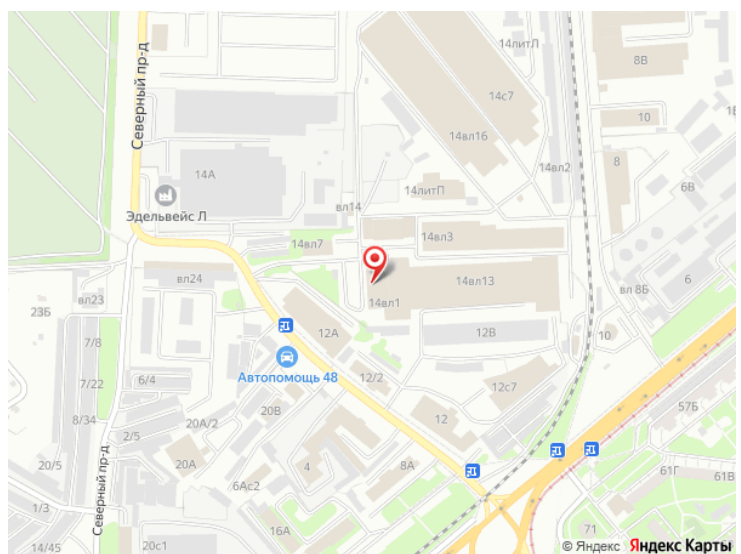 Северный пр-д
14литЛ
8В
14с7
10
1В
14вл16
14А
14литП
14вл2
8
6В
Эдельвейс Л
вл14
14вл7
14вл3
вл24
14вл13
вл 8Б
6
вл23
23Б
14вл1
12А
12В
10
7/8
Автопомощь 48
12/2
7/22
6/4
12с7
57Б
8/34
20А/2
20В
12
2/5
20/5
20А
4
8А
61Г
61В
Северный пр-д
6Ас2
1/3
16А
71
14/45
20с1
© Яндекс Яндекс Карты